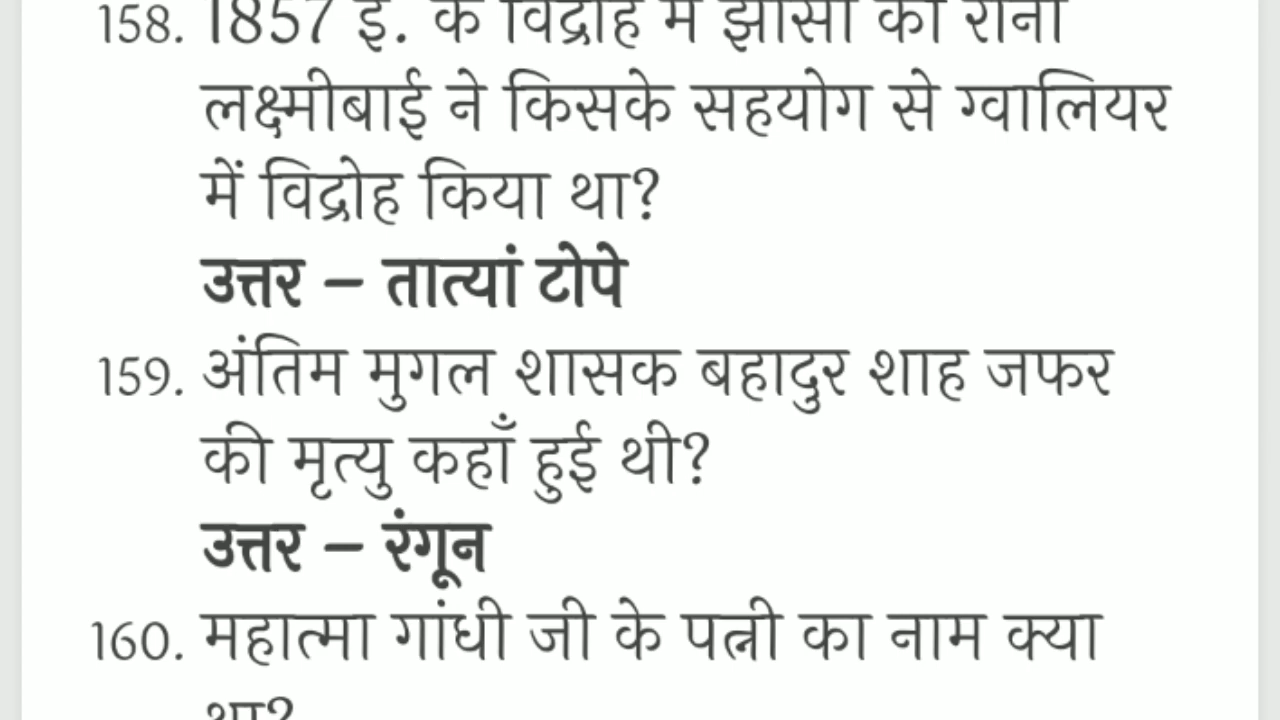 158. 1857 ई. के विद्रोह में झाँसी की रानी
लक्ष्मीबाई ने किसके सहयोग से ग्वालियर
में विद्रोह किया था?
उत्तर – तात्यां टोपे
159. अंतिम मुगल शासक बहादुर शाह जफर
की मृत्यु कहाँ हुई थी?
उत्तर – रंगून
160. महात्मा गांधी जी के पत्नी का नाम क्या
था?